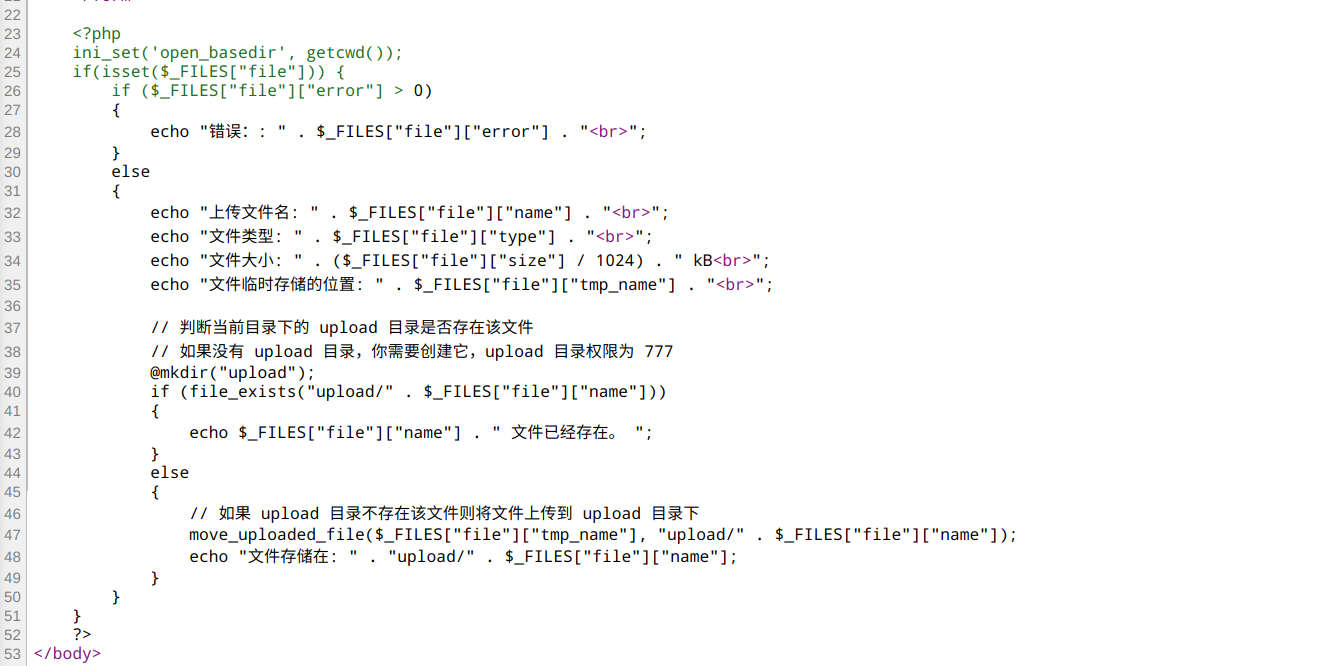 22
23 <?php
24 ini_set('open_basedir', getcwd());
25 if(isset($_FILES["file"])) {
26 if ($_FILES["file"]["error"] > 0)
27 {
28 echo "错误：: " . $_FILES["file"]["error"] . "<br>";
29 }
30 else
31 {
32 echo "上传文件名: " . $_FILES["file"]["name"] . "<br>";
33 echo "文件类型: " . $_FILES["file"]["type"] . "<br>";
34 echo "文件大小: " . ($_FILES["file"]["size"] / 1024) . " kB<br>";
35 echo "文件临时存储的位置: " . $_FILES["file"]["tmp_name"] . "<br>";
36
37 // 判断当前目录下的 upload 目录是否存在该文件
38 // 如果没有 upload 目录，你需要创建它，upload 目录权限为 777
39 @mkdir("upload");
40 if (file_exists("upload/" . $_FILES["file"]["name"]))
41 {
42 echo $_FILES["file"]["name"] . " 文件已经存在。 ";
43 }
44 else
45 {
46 // 如果 upload 目录不存在该文件则将文件上传到 upload 目录下
47 move_uploaded_file($_FILES["file"]["tmp_name"], "upload/" . $_FILES["file"]["name"]);
48 echo "文件存储在: " . "upload/" . $_FILES["file"]["name"];
49 }
50 }
51 }
52 ?>
53 </body>